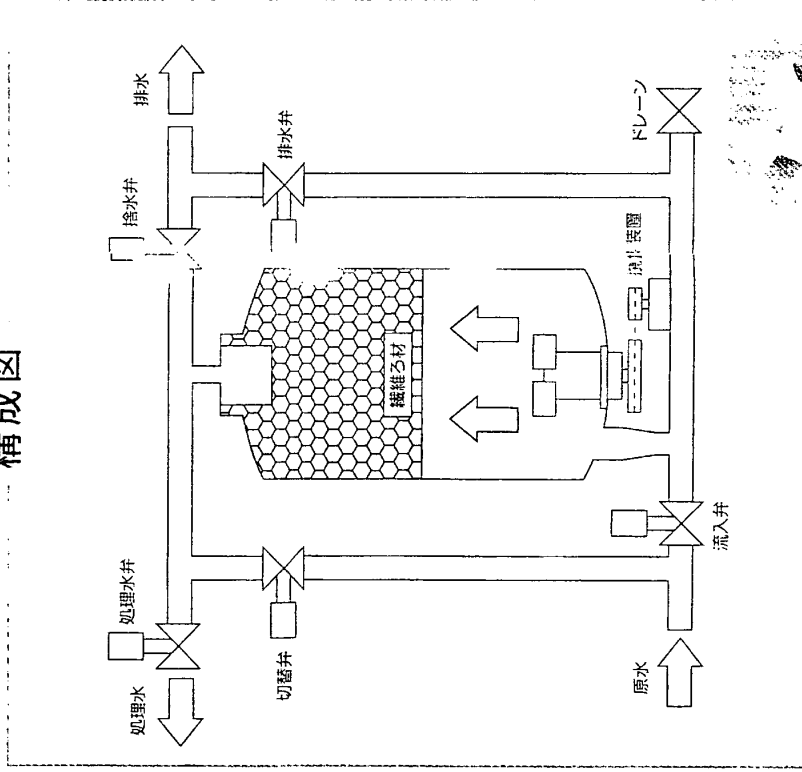 構成図
排水
捨水弁
排水弁
ドレーン
繊維ろ材
処理水弁
処理水
切替弁
流入弁
原水